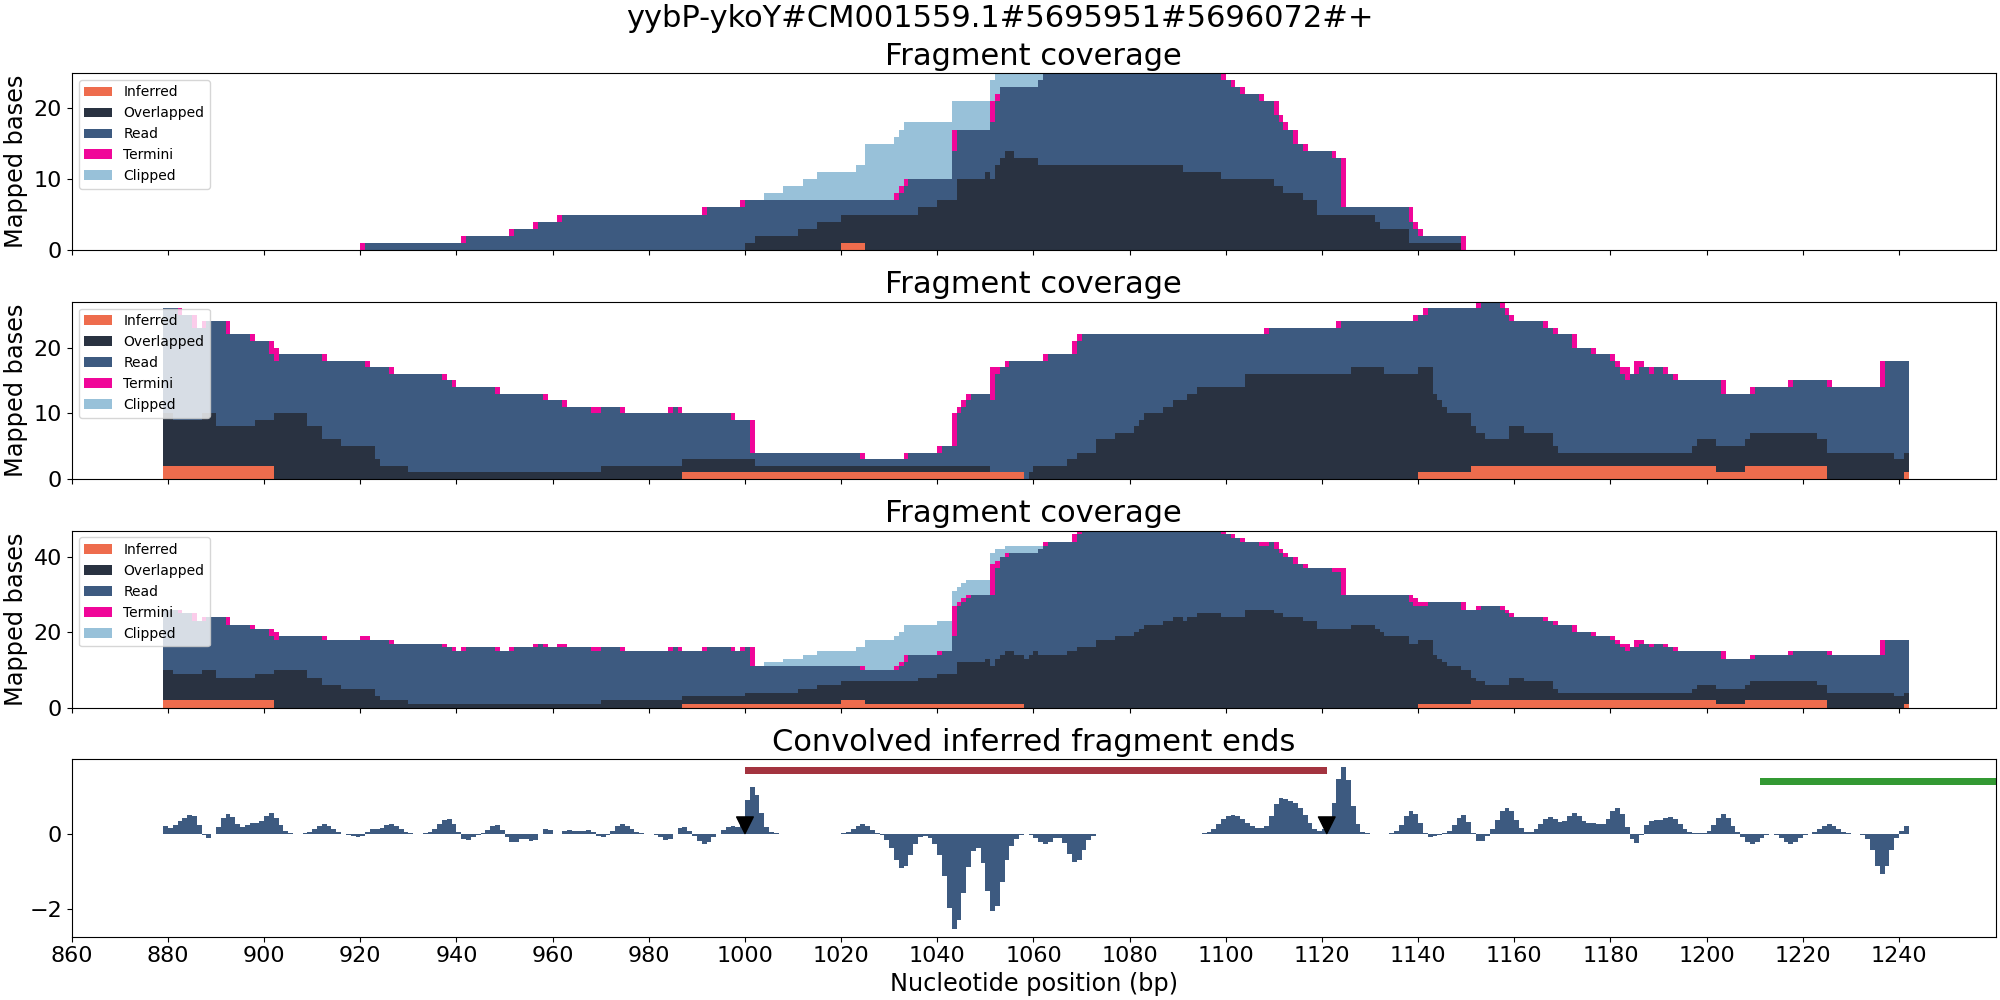 yybP-ykoY#CM001559.1#5695951#5696072#+
Fragment coverage
Mapped bases
20
10
0
Inferred
Overlapped
Read
Termini
Clipped
Fragment coverage
Mapped bases
20
10
0
Inferred
Overlapped
Read
Termini
Clipped
Fragment coverage
Mapped bases
40
20
0
Inferred
Overlapped
Read
Termini
Clipped
Convolved inferred fragment ends
0
−2
860 880 900 920 940 960 980 1000 1020 1040 1060 1080 1100 1120 1140 1160 1180 1200 1220 1240
Nucleotide position (bp)